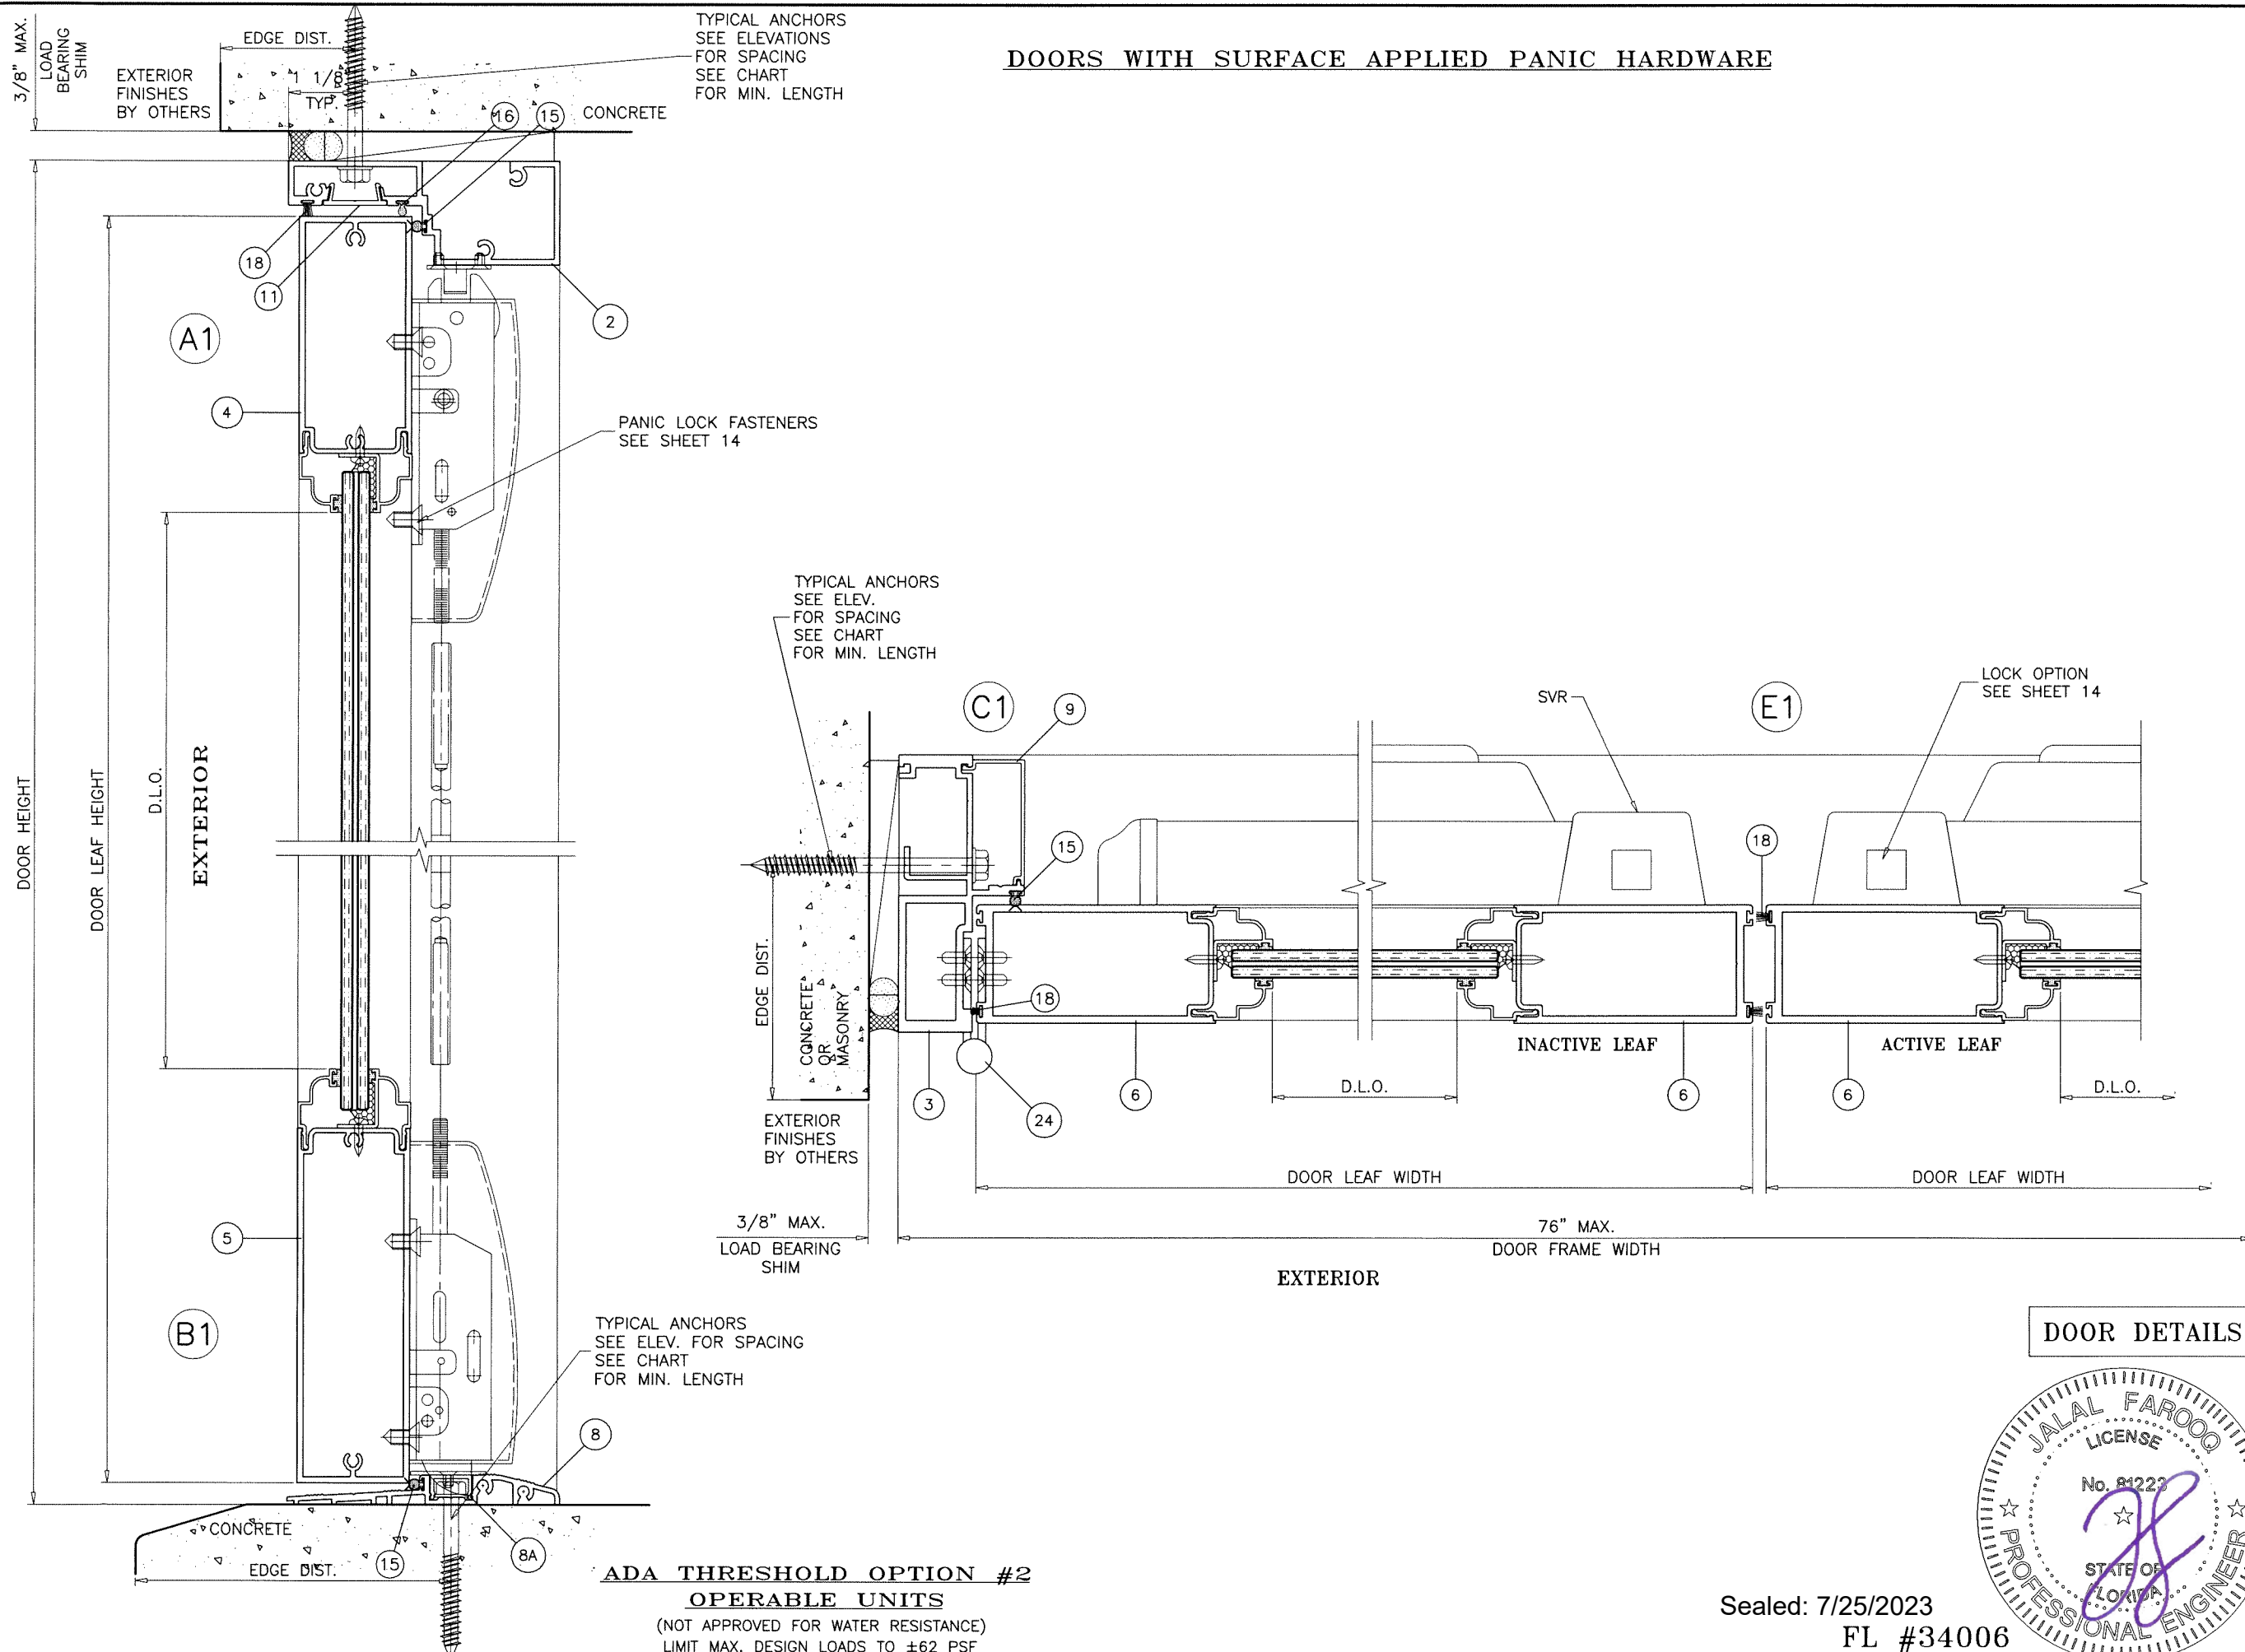 DOORS WITH SURFACE APPLIED PANIC HARDWARE
3/8" MAX.
LOAD
BEARING
SHIM
EDGE DIST.
EXTERIOR
FINISHES
BY OTHERS
1 1/8"
TYP.
TYPICAL ANCHORS
SEE ELEVATIONS
FOR SPACING
SEE CHART
FOR MIN. LENGTH
16
15
CONCRETE
18
11
2
A1
4
PANIC LOCK FASTENERS
SEE SHEET 14
DOOR HEIGHT
DOOR LEAF HEIGHT
D.L.O.
EXTERIOR
5
B1
TYPICAL ANCHORS
SEE ELEV. FOR SPACING
SEE CHART
FOR MIN. LENGTH
8
CONCRETE
EDGE DIST.
15
8A
ADA THRESHOLD OPTION #2
OPERABLE UNITS
(NOT APPROVED FOR WATER RESISTANCE)
LIMIT MAX. DESIGN LOADS TO ±62 PSF
TYPICAL ANCHORS
SEE ELEV.
FOR SPACING
SEE CHART
FOR MIN. LENGTH
C1
9
SVR
E1
LOCK OPTION
SEE SHEET 14
15
18
EDGE DIST.
CONCRETE
OR
MASONRY
18
INACTIVE LEAF
ACTIVE LEAF
3
24
6
D.L.O.
6
6
D.L.O.
EXTERIOR
FINISHES
BY OTHERS
DOOR LEAF WIDTH
DOOR LEAF WIDTH
3/8" MAX.
LOAD BEARING
SHIM
76" MAX.
DOOR FRAME WIDTH
EXTERIOR
DOOR DETAILS
JALAL FAROOQ
LICENSE
No. 81223
STATE OF
FLORIDA
PROFESSIONAL ENGINEER
Sealed: 7/25/2023
FL #34006